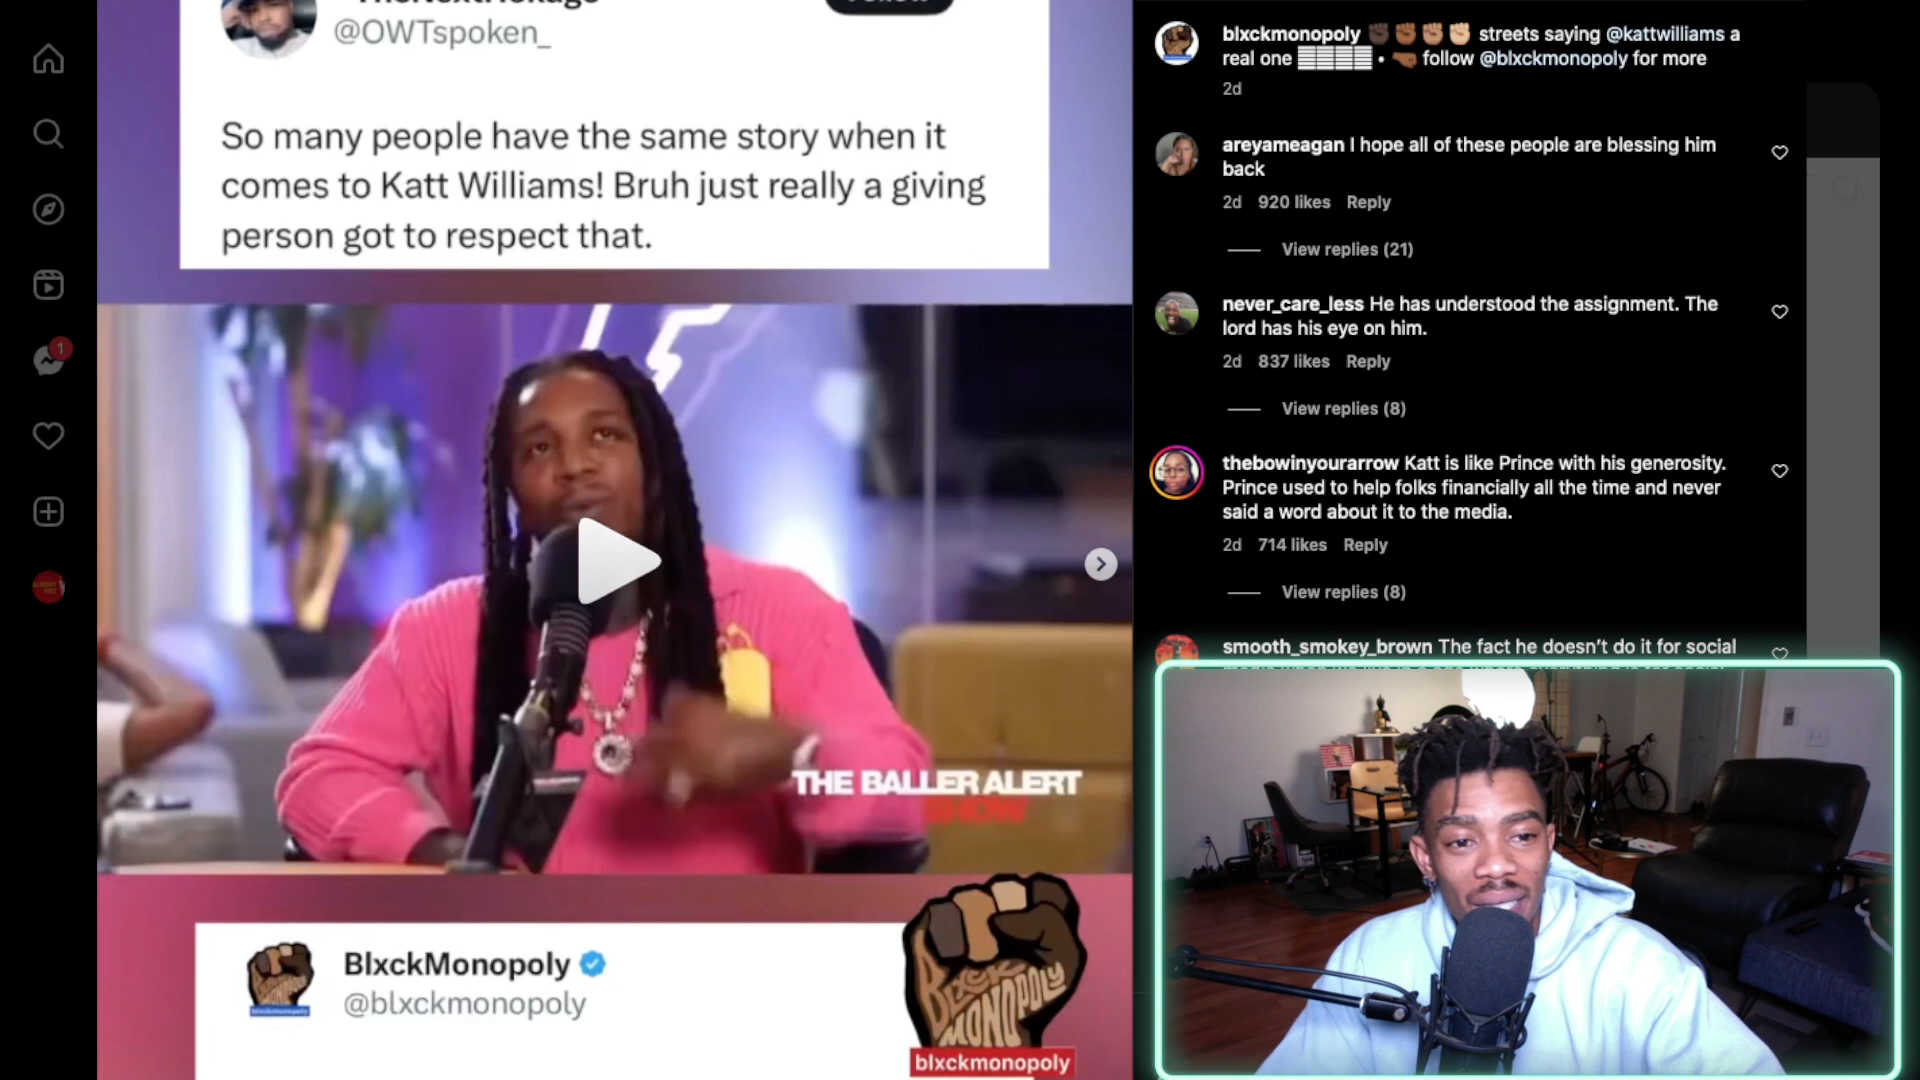 @OWTspoken_
So many people have the same story when it
comes to Katt Williams! Bruh just really a giving
person got to respect that.
THE BALLER ALERT
SHOW
BlxckMonopoly
@blxckmonopoly
BLXCK
MONOPOLY
blxckmonopoly
blxckmonopoly ✊🏿✊🏾✊🏽✊🏼 streets saying @kattwilliams a
real one • 🤜🏾 follow @blxckmonopoly for more
2d
areyameagan I hope all of these people are blessing him
back
2d 920 likes Reply
View replies (21)
never_care_less He has understood the assignment. The
lord has his eye on him.
2d 837 likes Reply
View replies (8)
thebowinyourarrow Katt is like Prince with his generosity.
Prince used to help folks financially all the time and never
said a word about it to the media.
2d 714 likes Reply
View replies (8)
smooth_smokey_brown The fact he doesn't do it for social
1